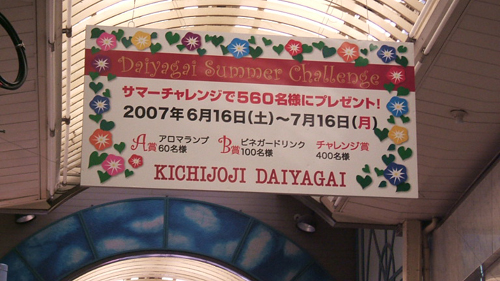 Daiyagai Summer Challenge
サマーチャレンジで560名様にプレゼント!
2007年6月16日(土)~7月16日(月)
A賞 アロマランプ 60名様 B賞 ビネガードリンク 100名様 チャレンジ賞 400名様
KICHIJOJI DAIYAGAI